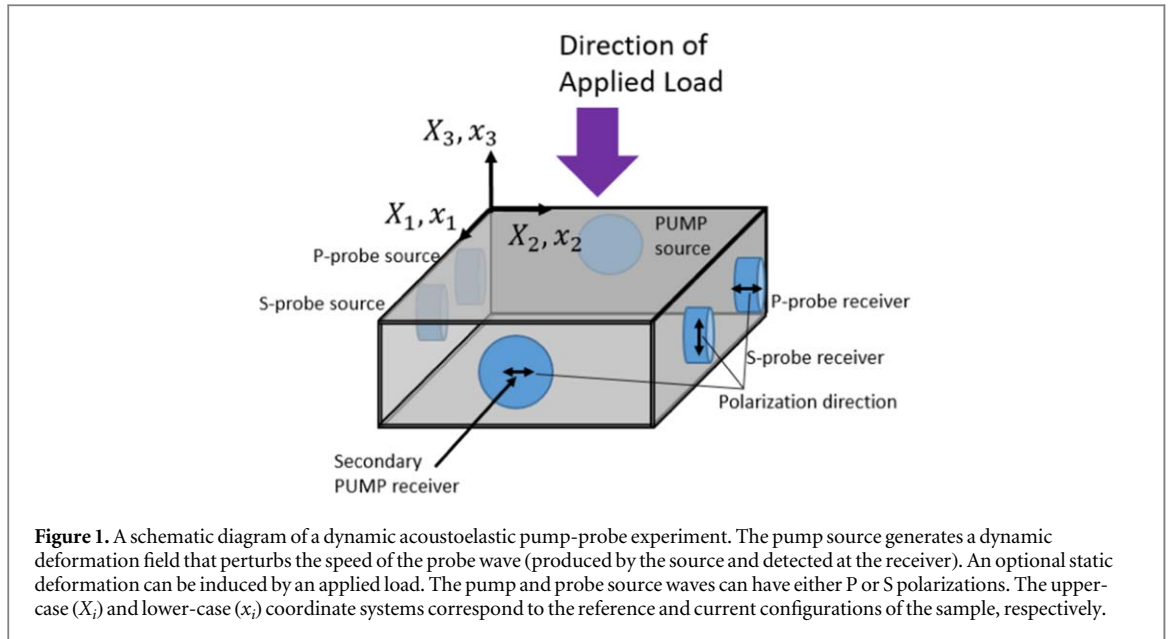 Direction of
Applied Load
X₃, x₃
X₁, x₁
X₂, x₂
PUMP
source
P-probe source
S-probe source
P-probe receiver
S-probe receiver
Polarization direction
Secondary
PUMP receiver
Figure 1. A schematic diagram of a dynamic acoustoelastic pump-probe experiment. The pump source generates a dynamic
deformation field that perturbs the speed of the probe wave (produced by the source and detected at the receiver). An optional static
deformation can be induced by an applied load. The pump and probe source waves can have either P or S polarizations. The upper-
case (Xᵢ) and lower-case (xᵢ) coordinate systems correspond to the reference and current configurations of the sample, respectively.